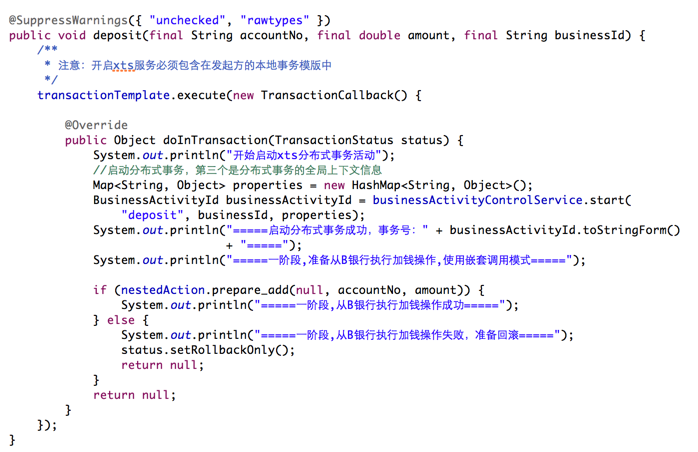 @SuppressWarnings({ "unchecked", "rawtypes" })
public void deposit(final String accountNo, final double amount, final String businessId) {
/**
* 注意：开启xts服务必须包含在发起方的本地事务模版中
*/
transactionTemplate.execute(new TransactionCallback() {
@Override
public Object doInTransaction(TransactionStatus status) {
System.out.println("开始启动xts分布式事务活动");
//启动分布式事务，第三个是分布式事务的全局上下文信息
Map<String, Object> properties = new HashMap<String, Object>();
BusinessActivityId businessActivityId = businessActivityControlService.start(
"deposit", businessId, properties);
System.out.println("=====启动分布式事务成功，事务号：" + businessActivityId.toStringForm()
+ "=====");
System.out.println("=====一阶段,准备从B银行执行加钱操作,使用嵌套调用模式=====");
if (nestedAction.prepare_add(null, accountNo, amount)) {
System.out.println("=====一阶段,从B银行执行加钱操作成功=====");
} else {
System.out.println("=====一阶段,从B银行执行加钱操作失败，准备回滚=====");
status.setRollbackOnly();
return null;
}
return null;
}
});
}